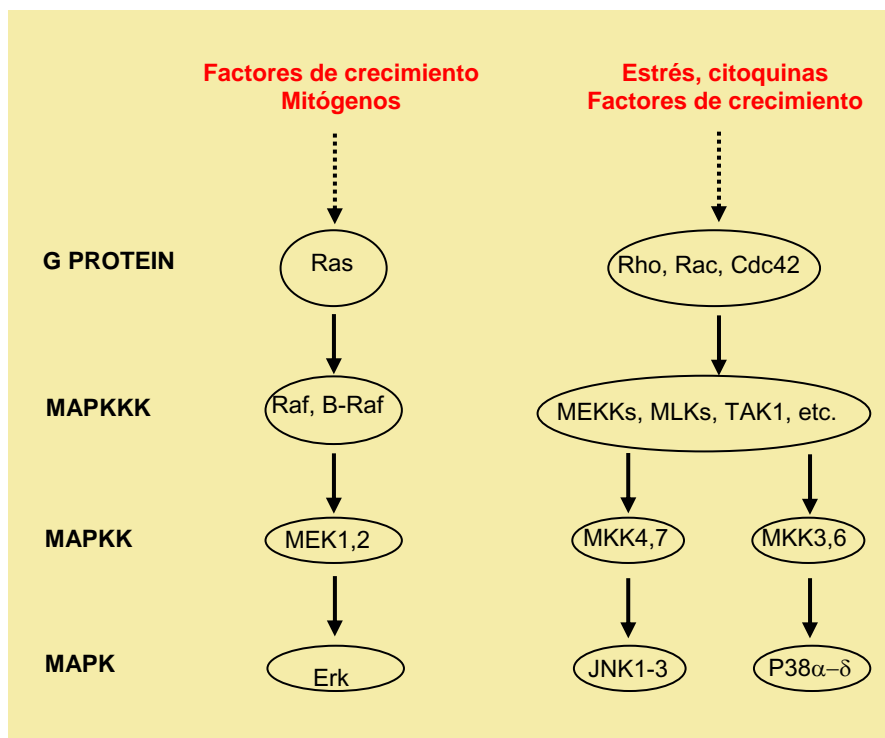 Factores de crecimiento
Mitógenos
Estrés, citoquinas
Factores de crecimiento
G PROTEIN
Ras
Rho, Rac, Cdc42
MAPKKK
Raf, B-Raf
MEKKs, MLKs, TAK1, etc.
MAPKK
MEK1,2
MKK4,7
MKK3,6
MAPK
Erk
JNK1-3
P38α−δ